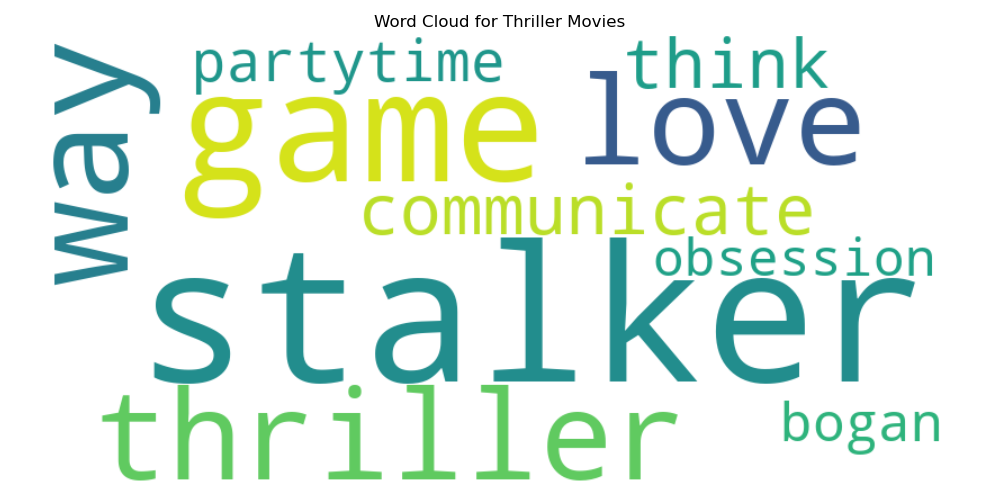 Word Cloud for Thriller Movies
way
partytime
think
game
love
communicate
obsession
stalker
thriller
bogan